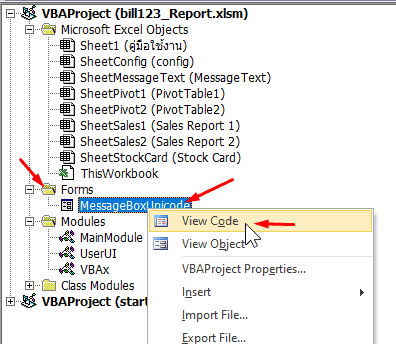 VBAProject (bill123_Report.xlsm)
Microsoft Excel Objects
Sheet1 (คู่มือใช้งาน)
SheetConfig (config)
SheetMessageText (MessageText)
SheetPivot1 (PivotTable1)
SheetPivot2 (PivotTable2)
SheetSales1 (Sales Report 1)
SheetSales2 (Sales Report 2)
SheetStockCard (Stock Card)
ThisWorkbook
Forms
MessageBoxUnicode
Modules
MainModule
UserUI
VBAx
Class Modules
VBAProject (start
View Code
View Object
VBAProject Properties...
Insert
Import File...
Export File...